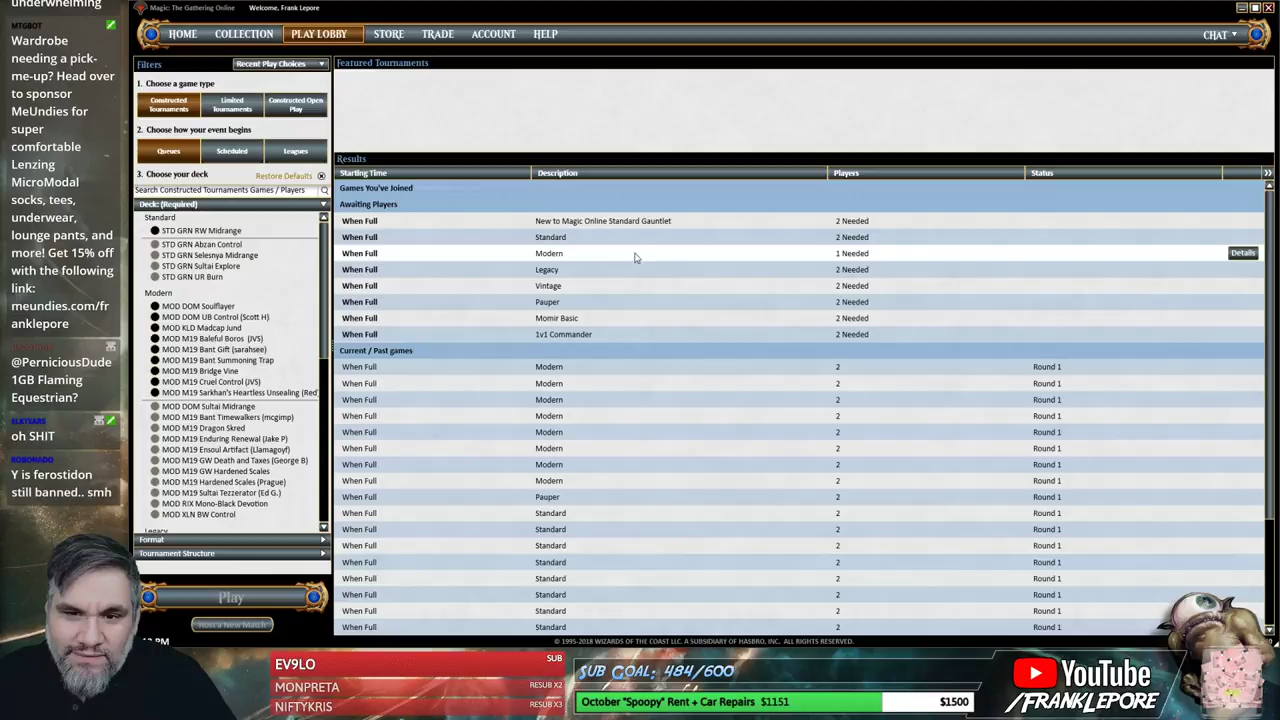 underwhelming
MTGBOT
Wardrobe
needing a pick-
me-up? Head over
to sponsor
MeUndies for
super
comfortable
Lenzing
MicroModal
socks, tees,
underwear,
lounge pants, and
more! Get 15% off
with the following
link:
meundies.com/fr
anklepore
@PerniciousDude
1GB Flaming
Equestrian?
ELKYEARS
oh SHIT
ROBONADO
Y is ferostidon
still banned.. smh
Magic: The Gathering Online Welcome, Frank Lepore
HOME COLLECTION PLAY LOBBY STORE TRADE ACCOUNT HELP CHAT
Filters Recent Play Choices
1. Choose a game type
Constructed Tournaments Limited Tournaments Constructed Open Play
2. Choose how your event begins
Queues Scheduled Leagues
3. Choose your deck Restore Defaults
Search Constructed Tournaments Games / Players
Deck: (Required)
Standard
STD GRN RW Midrange
STD GRN Abzan Control
STD GRN Selesnya Midrange
STD GRN Sultai Explore
STD GRN UR Burn
Modern
MOD DOM Soulflayer
MOD DOM UB Control (Scott H)
MOD KLD Madcap Jund
MOD M19 Baleful Boros (JVS)
MOD M19 Bant Gift (sarahsee)
MOD M19 Bant Summoning Trap
MOD M19 Bridge Vine
MOD M19 Cruel Control (JVS)
MOD M19 Sarkhan's Heartless Unsealing (Red
MOD DOM Sultai Midrange
MOD M19 Bant Timewalkers (mcgimp)
MOD M19 Dragon Skred
MOD M19 Enduring Renewal (Jake P)
MOD M19 Ensoul Artifact (Llamagoyf)
MOD M19 GW Death and Taxes (George B)
MOD M19 GW Hardened Scales
MOD M19 Hardened Scales (Prague)
MOD M19 Sultai Tezzerator (Ed G.)
MOD RIX Mono-Black Devotion
MOD XLN BW Control
Legacy
Format
Tournament Structure
Play
Host a New Match
Featured Tournaments
Results
Starting Time Description Players Status
Games You've Joined
Awaiting Players
When Full New to Magic Online Standard Gauntlet 2 Needed
When Full Standard 2 Needed
When Full Modern 1 Needed Details
When Full Legacy 2 Needed
When Full Vintage 2 Needed
When Full Pauper 2 Needed
When Full Momir Basic 2 Needed
When Full 1v1 Commander 2 Needed
Current / Past games
When Full Modern 2 Round 1
When Full Modern 2 Round 1
When Full Modern 2 Round 1
When Full Modern 2 Round 1
When Full Modern 2 Round 1
When Full Modern 2 Round 1
When Full Modern 2 Round 1
When Full Modern 2 Round 1
When Full Pauper 2 Round 1
When Full Standard 2 Round 1
When Full Standard 2 Round 1
When Full Standard 2 Round 1
When Full Standard 2 Round 1
When Full Standard 2 Round 1
When Full Standard 2 Round 1
When Full Standard 2 Round 1
When Full Standard 2 Round 1
© 1995-2018 WIZARDS OF THE COAST LLC. A SUBSIDIARY OF HASBRO, INC. ALL RIGHTS RESERVED.
PM
EV9LO SUB
MONPRETA RESUB X2
NIFTYKRIS RESUB X3
SUB GOAL: 484/600
October "Spoopy" Rent + Car Repairs $1151 $1500
YouTube
/FRANKLEPORE